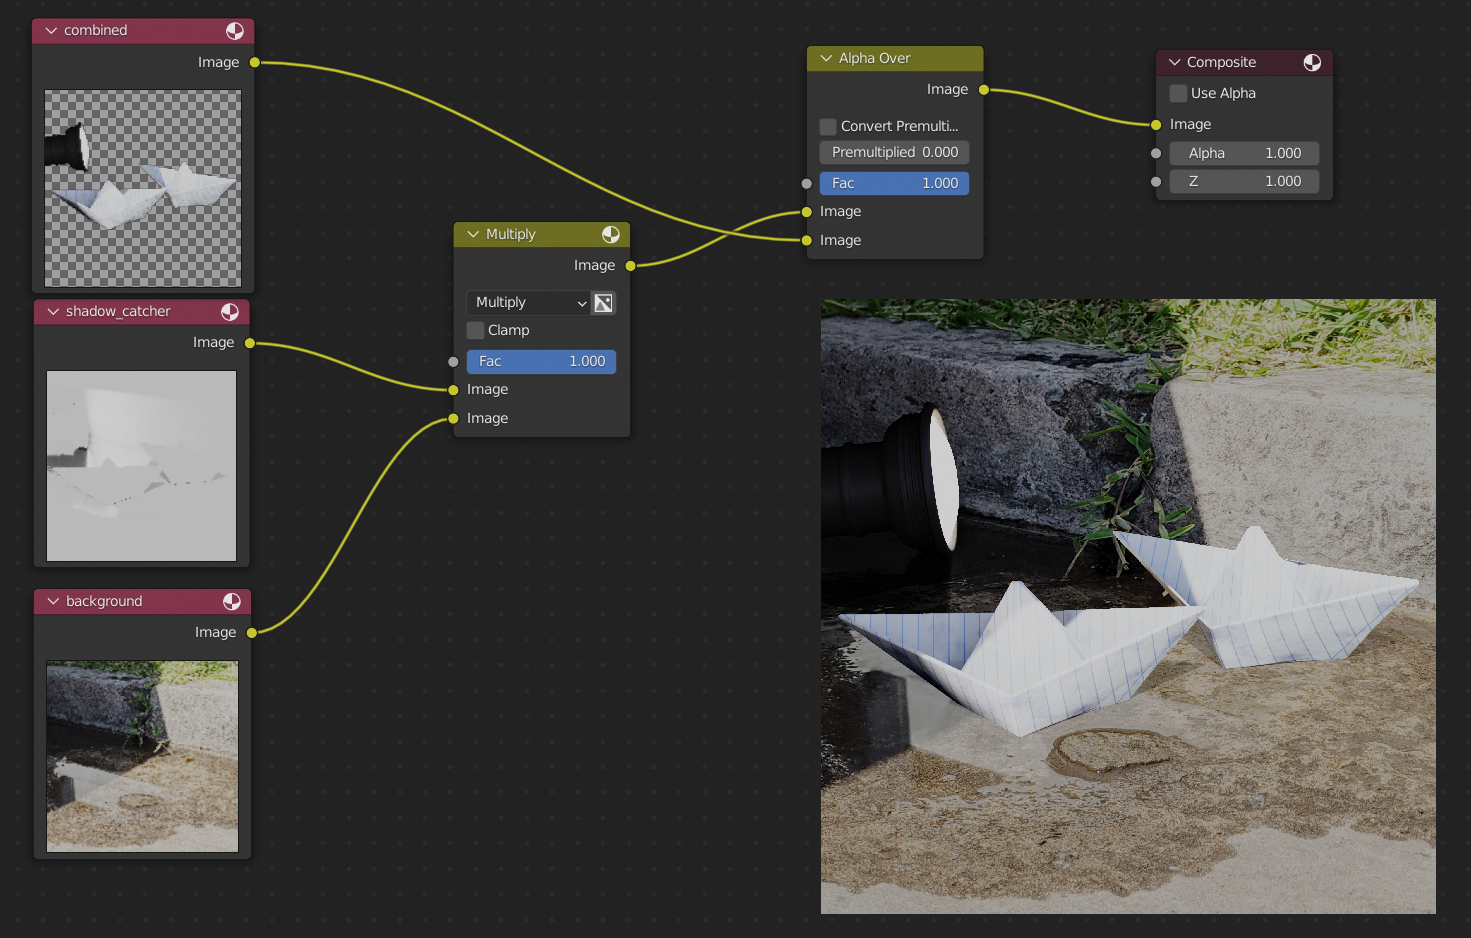 combined
Image
shadow_catcher
Image
background
Image
Multiply
Image
Multiply
Clamp
Fac 1.000
Image
Image
Alpha Over
Image
Convert Premulti...
Premultiplied 0.000
Fac 1.000
Image
Image
Composite
Use Alpha
Image
Alpha 1.000
Z 1.000